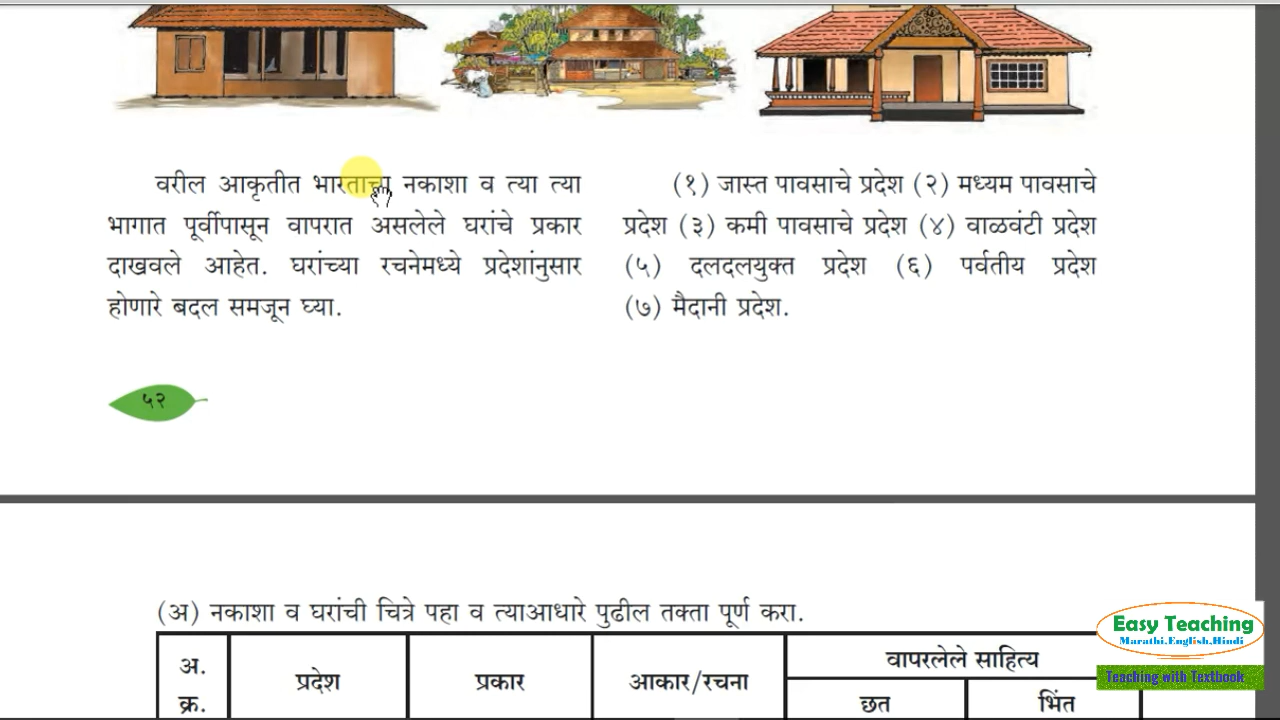 वरील आकृतीत भारताचा नकाशा व त्या त्या
भागात पूर्वीपासून वापरात असलेले घरांचे प्रकार
दाखवले आहेत. घरांच्या रचनेमध्ये प्रदेशांनुसार
होणारे बदल समजून घ्या.
(१) जास्त पावसाचे प्रदेश (२) मध्यम पावसाचे
प्रदेश (३) कमी पावसाचे प्रदेश (४) वाळवंटी प्रदेश
(५) दलदलयुक्त प्रदेश (६) पर्वतीय प्रदेश
(७) मैदानी प्रदेश.
५२
(अ) नकाशा व घरांची चित्रे पहा व त्याआधारे पुढील तक्ता पूर्ण करा.
अ.
क्र.
प्रदेश
प्रकार
आकार/रचना
वापरलेले साहित्य
छत
भिंत
Easy Teaching
Marathi.English.Hindi
Teaching with Textbook